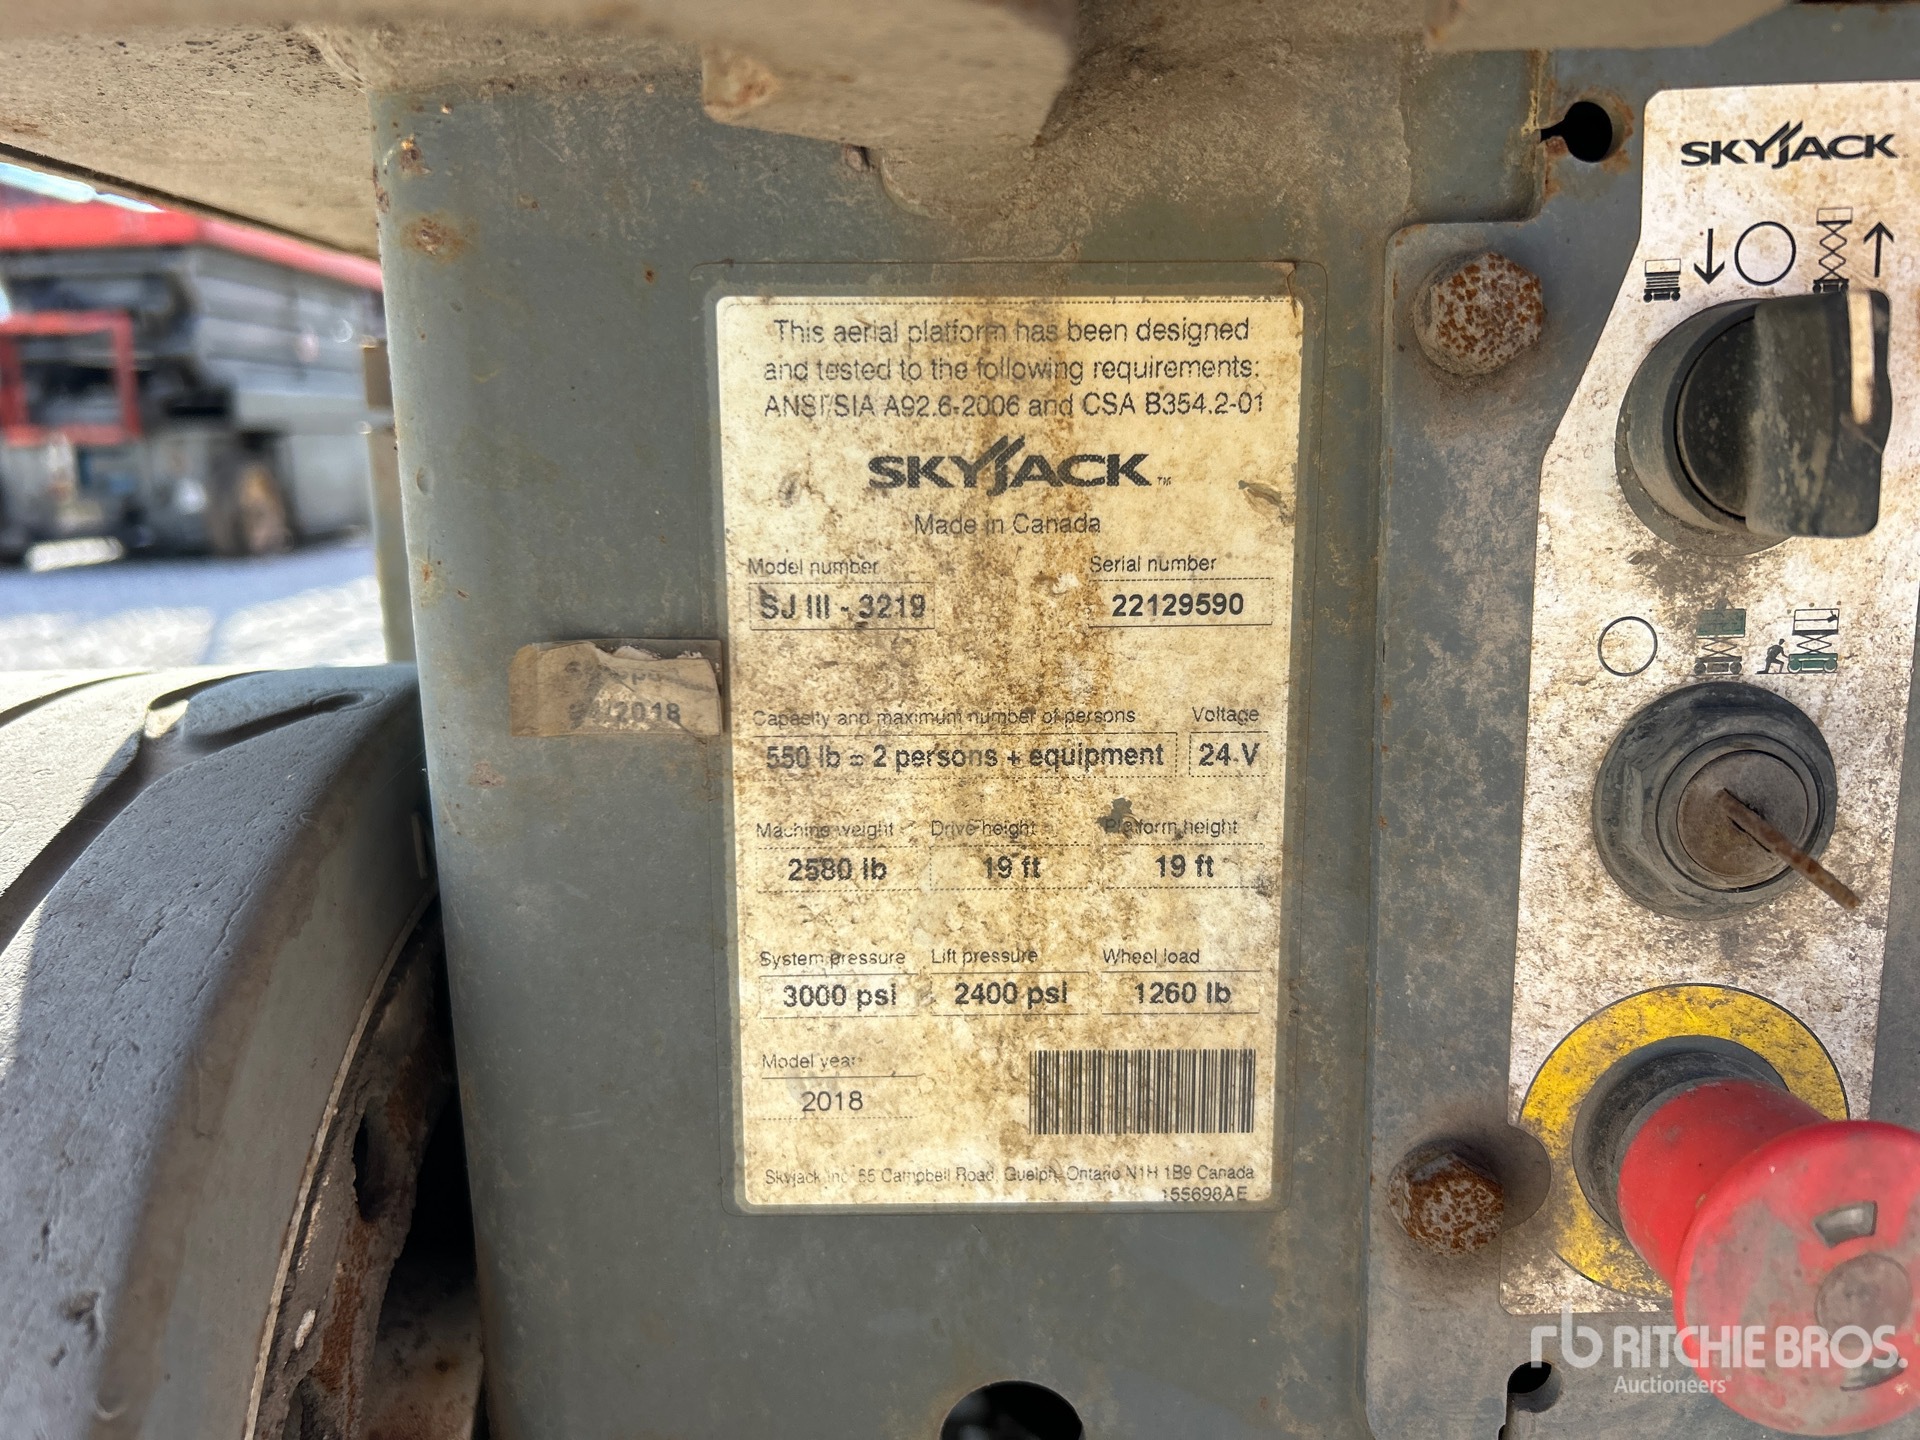 This aerial platform has been designed
and tested to the following requirements:
ANSI/SIA A92.6-2006 and CSA B354.2-01
SKYJACK™
Made in Canada
Model number Serial number
SJ III - 3219 22129590
Capacity and maximum number of persons Voltage
550 lb = 2 persons + equipment 24 V
Machine weight Drive height Platform height
2580 lb 19 ft 19 ft
System pressure Lift pressure Wheel load
3000 psi 2400 psi 1260 lb
Model year
2018
Skyjack Inc. 55 Campbell Road, Guelph, Ontario N1H 1B9 Canada
155698AE
/2018
SKYJACK
rb RITCHIE BROS.
Auctioneers